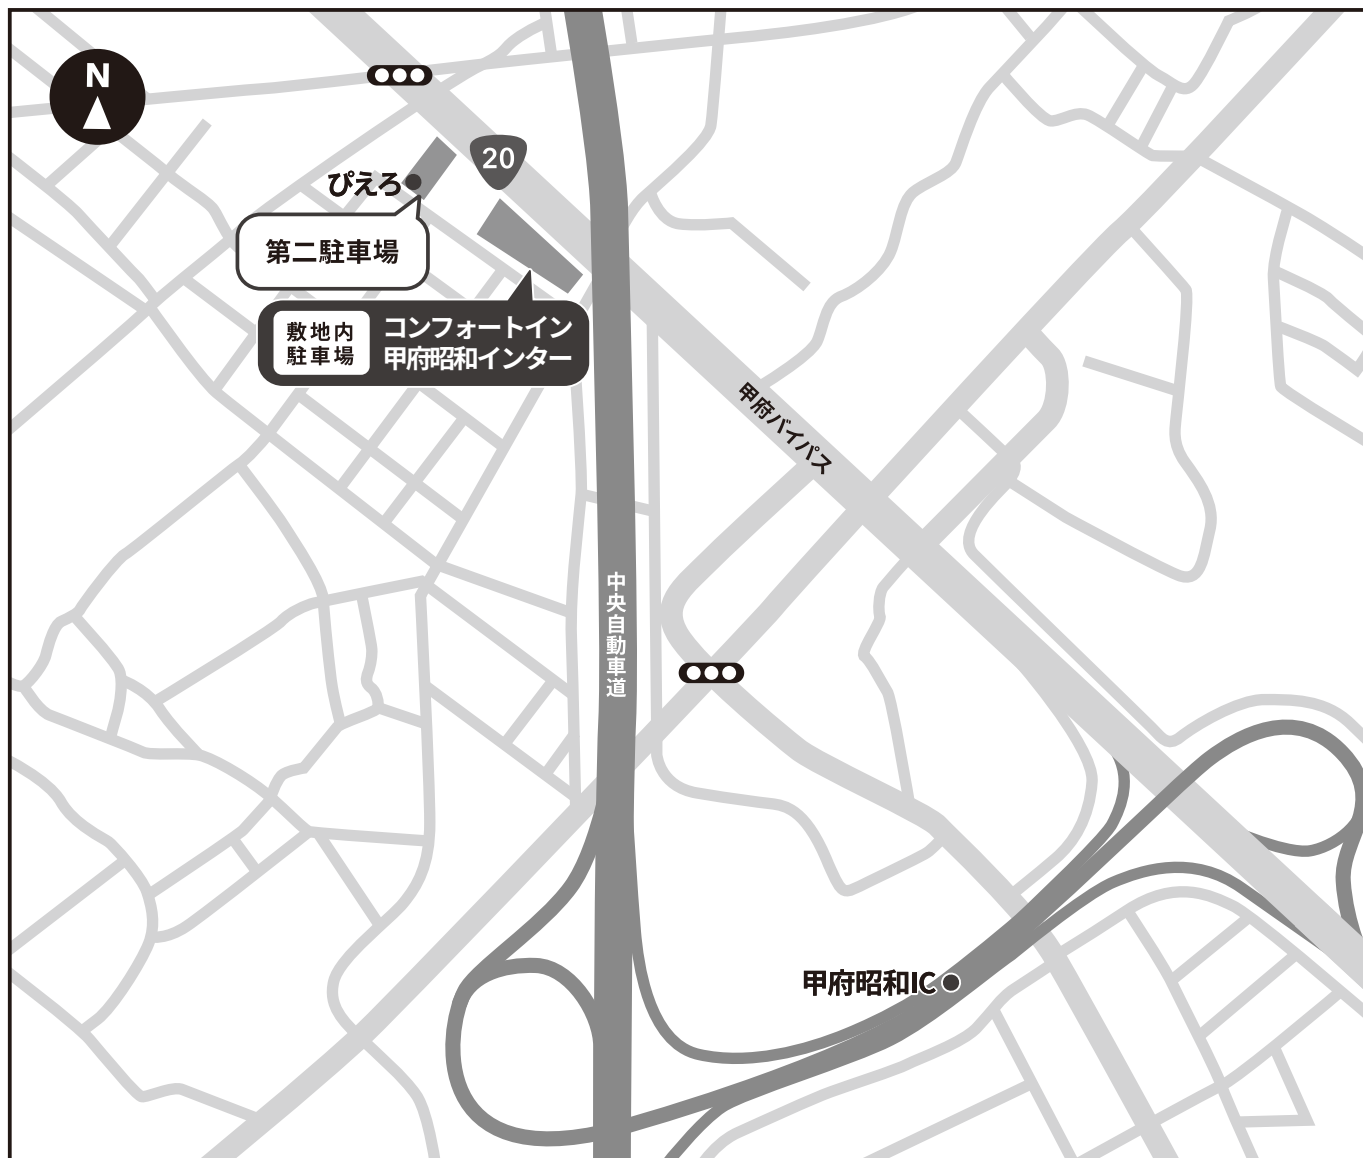 N
20
ぴえろ
第二駐車場
敷地内
駐車場
コンフォートイン
甲府昭和インター
甲府バイパス
中央自動車道
甲府昭和IC